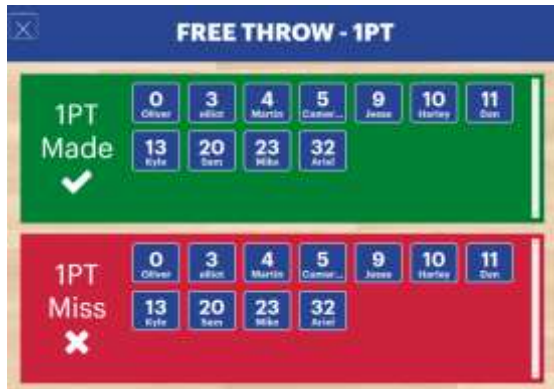 FREE THROW - 1PT
1PT
Made
0 3 4 5 9 10 11
Oliver elliot Martin Camer... Jesse Harley Dan
13 20 23 32
Kyle Sam Mike Ariel
1PT
Miss
0 3 4 5 9 10 11
Oliver elliot Martin Camer... Jesse Harley Dan
13 20 23 32
Kyle Sam Mike Ariel